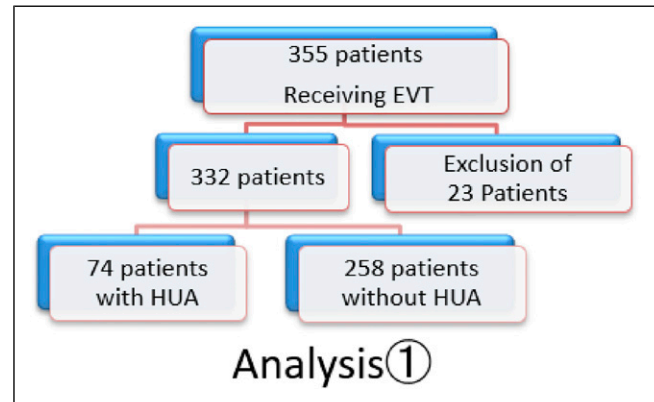 355 patients
Receiving EVT
332 patients
Exclusion of
23 Patients
74 patients
with HUA
258 patients
without HUA
Analysis①